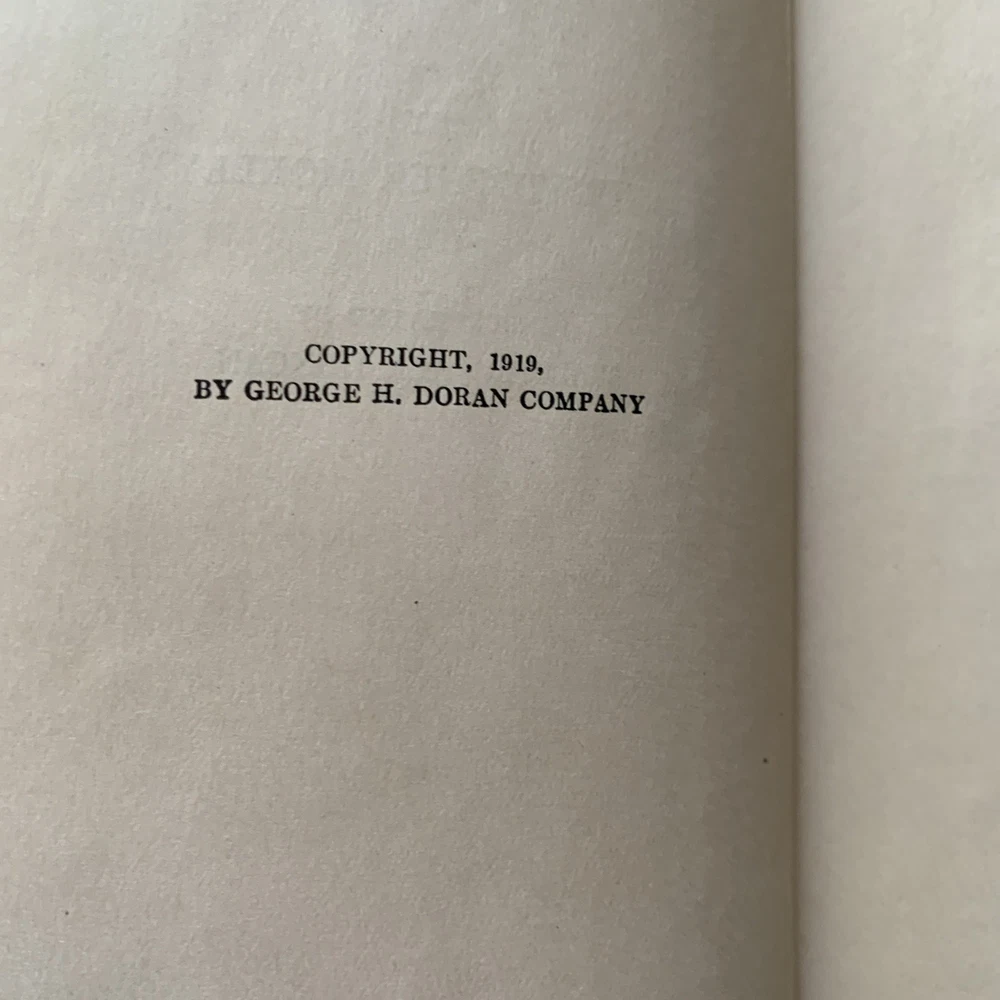 COPYRIGHT, 1919,
BY GEORGE H. DORAN COMPANY